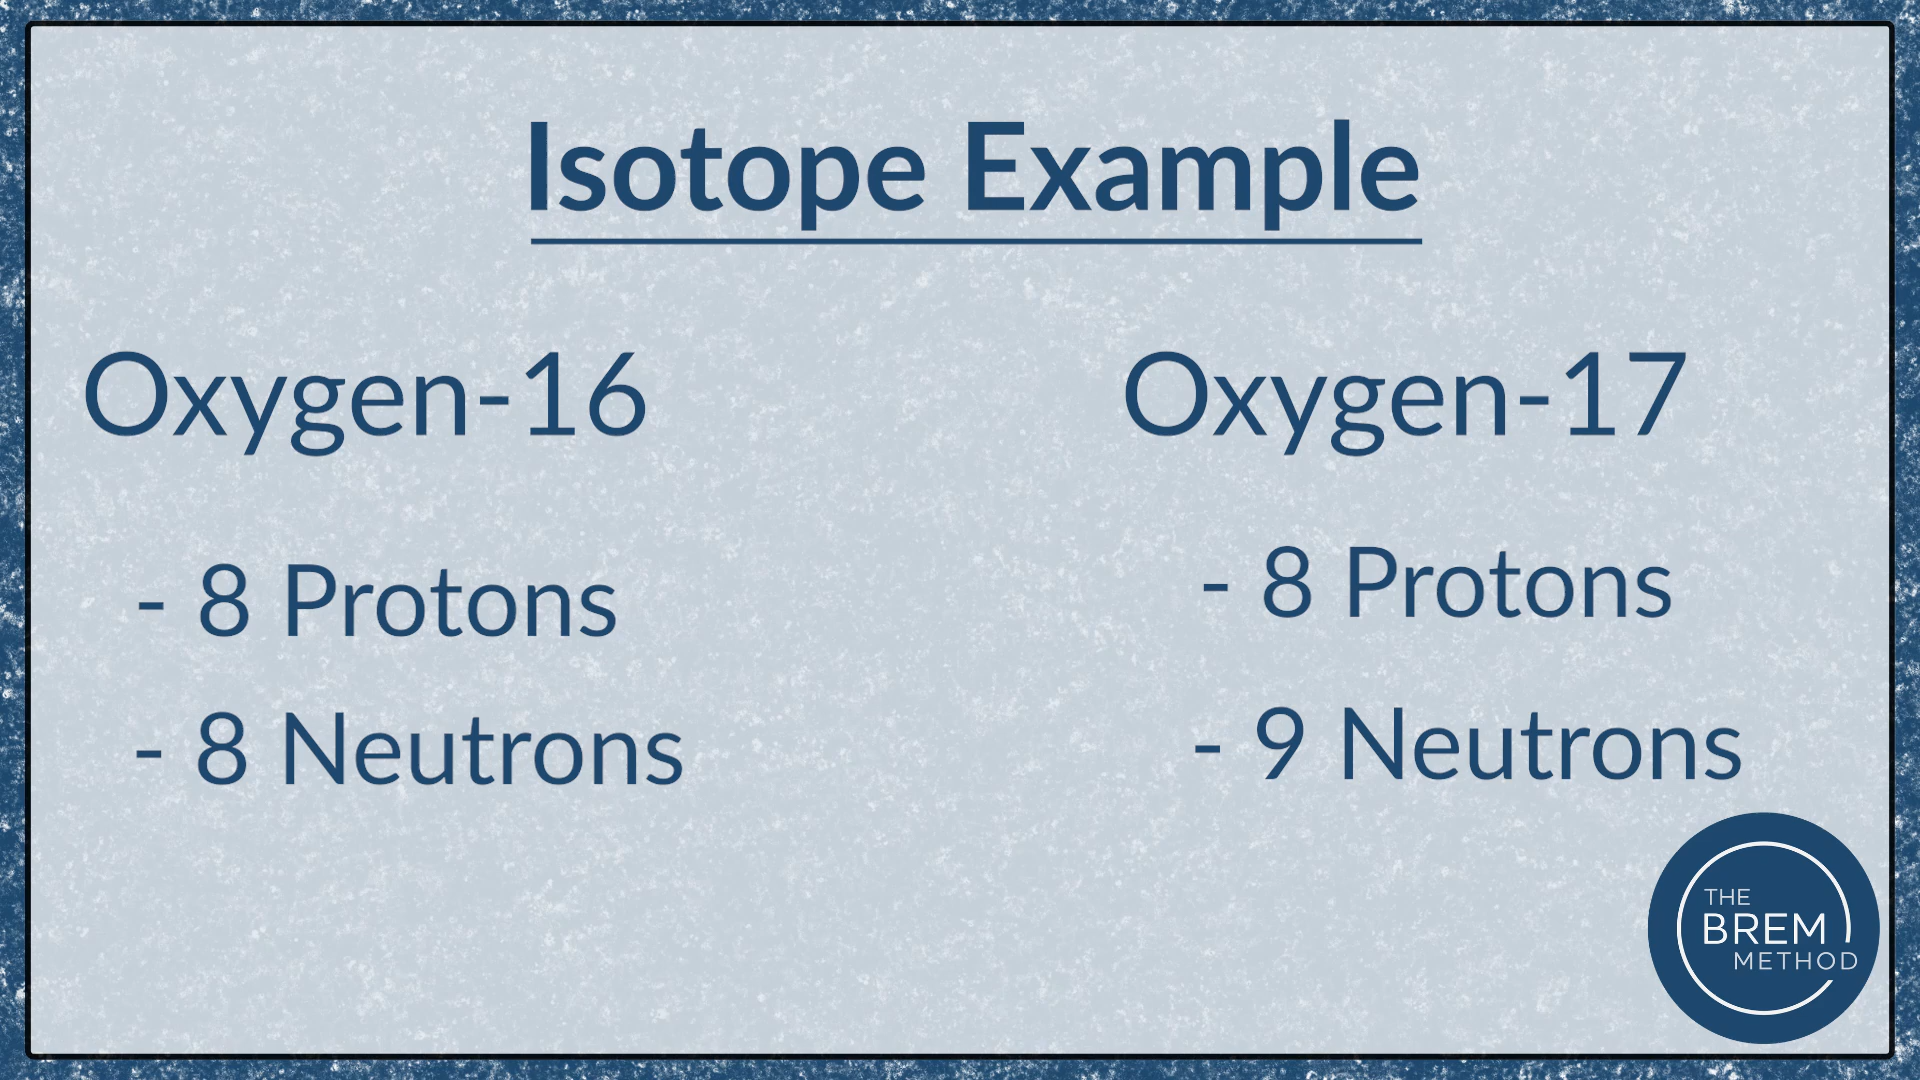 Isotope Example
Oxygen-16
- 8 Protons
- 8 Neutrons
Oxygen-17
- 8 Protons
- 9 Neutrons
THE
BREM
METHOD